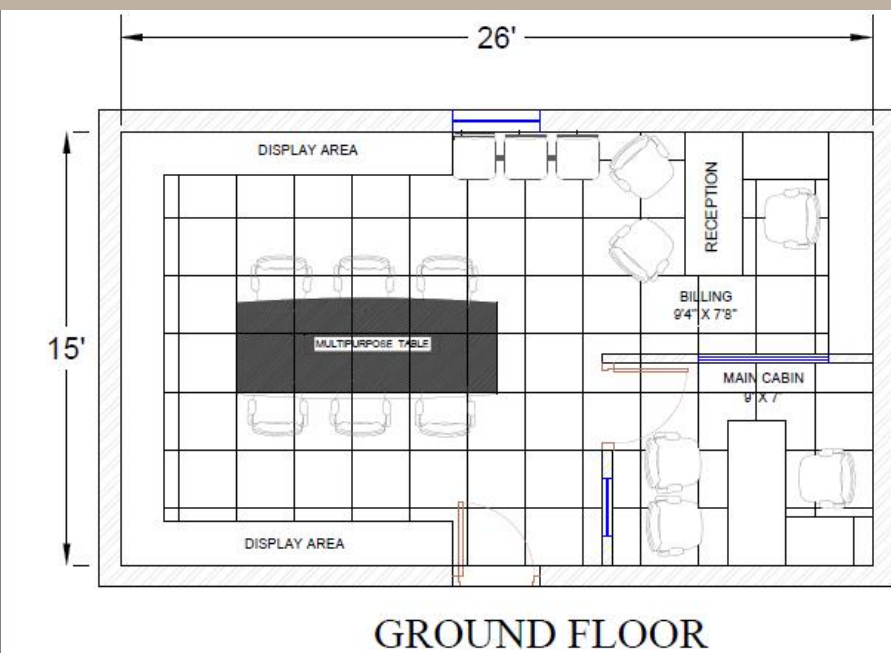 26'
DISPLAY AREA
RECEPTION
15'
BILLING
9'4" X 7'8"
MULTIPURPOSE TABLE
MAIN CABIN
9' X 7'
DISPLAY AREA
GROUND FLOOR